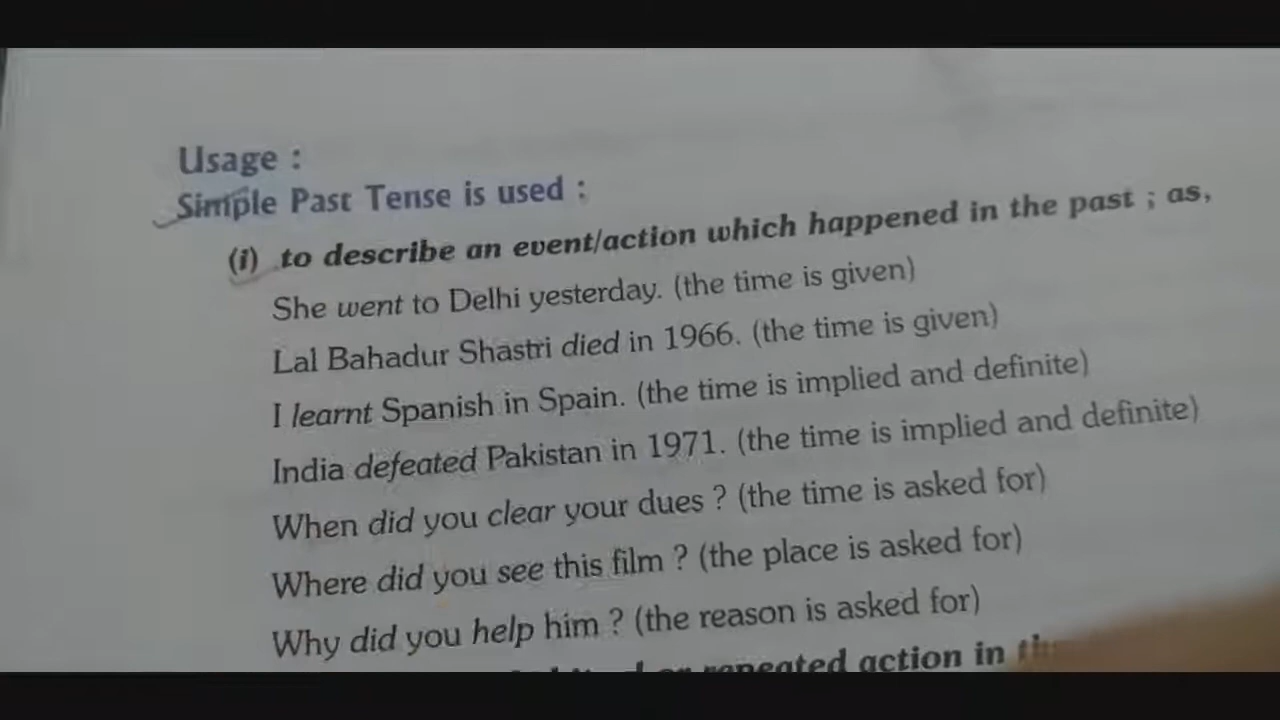 Usage :
Simple Past Tense is used :
(i) to describe an event/action which happened in the past ; as,
She went to Delhi yesterday. (the time is given)
Lal Bahadur Shastri died in 1966. (the time is given)
I learnt Spanish in Spain. (the time is implied and definite)
India defeated Pakistan in 1971. (the time is implied and definite)
When did you clear your dues ? (the time is asked for)
Where did you see this film ? (the place is asked for)
Why did you help him ? (the reason is asked for)
or repeated action in